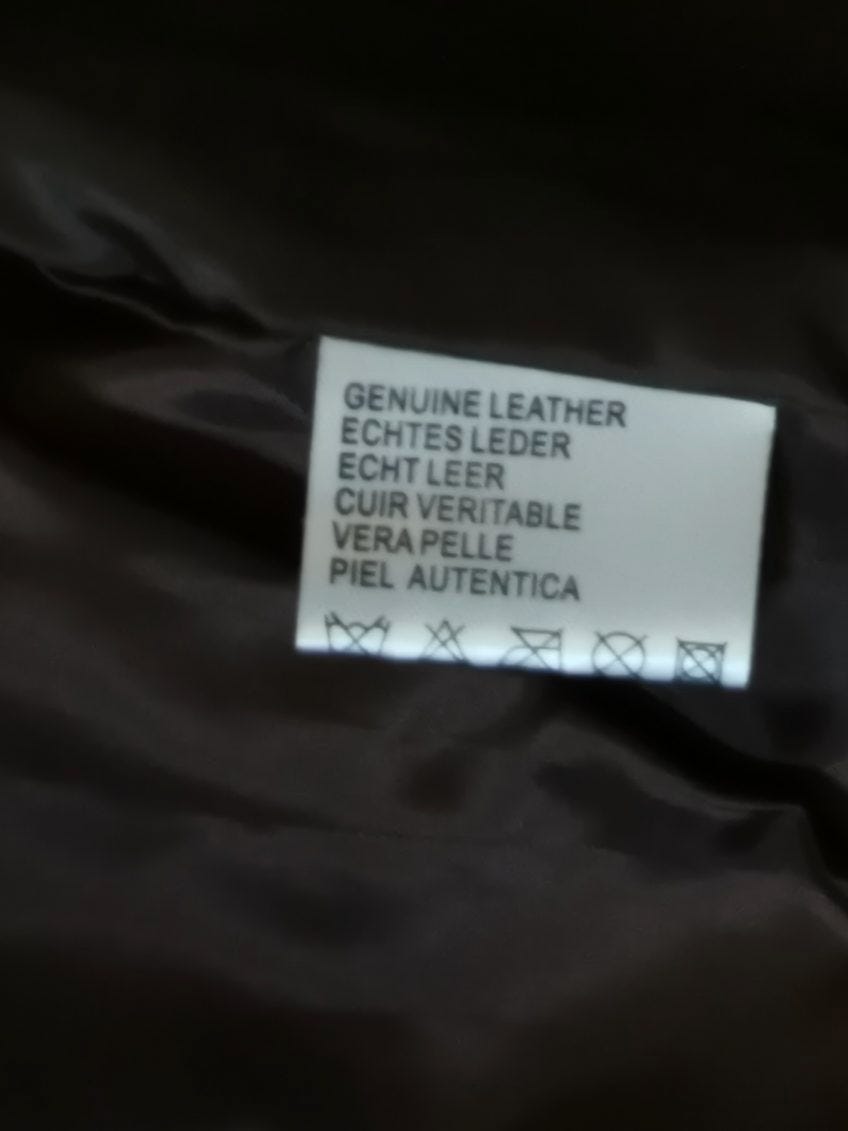 GENUINE LEATHER
ECHTES LEDER
ECHT LEER
CUIR VERITABLE
VERA PELLE
PIEL AUTENTICA